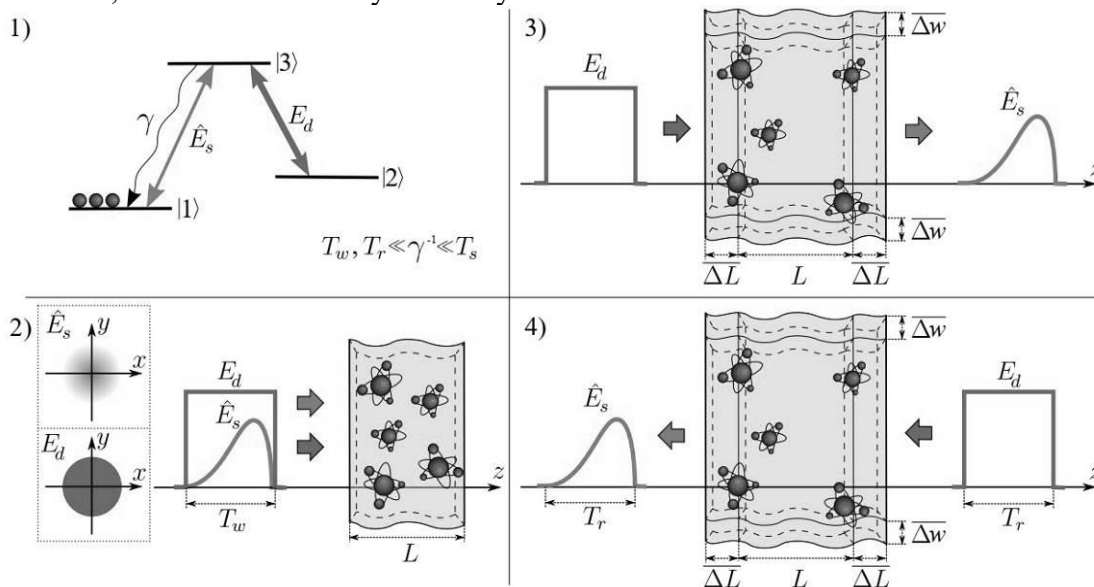 1)
|3⟩
γ
Ê_s
E_d
|2⟩
|1⟩
T_w, T_r ≪ γ⁻¹ ≪ T_s
2)
Ê_s
y
x
E_d
y
x
E_d
Ê_s
T_w
z
L
3)
E_d
Δw
Ê_s
z
Δw
ΔL
L
ΔL
4)
Δw
Ê_s
E_d
z
T_r
T_r
Δw
ΔL
L
ΔL